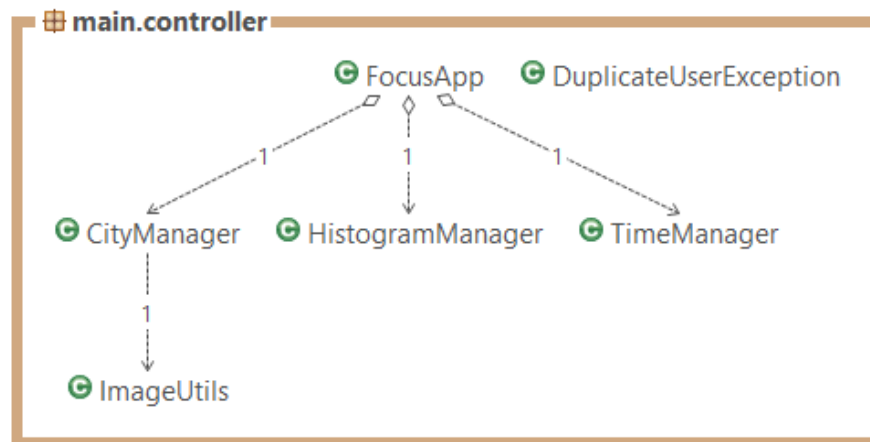 main.controller
C FocusApp C DuplicateUserException
1 1 1
C CityManager C HistogramManager C TimeManager
1
C ImageUtils